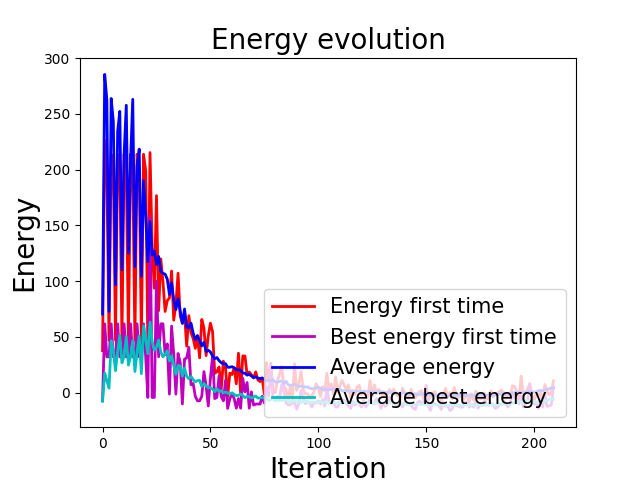 Energy evolution
Energy
300
250
200
150
100
50
0
Energy first time
Best energy first time
Average energy
Average best energy
0 50 100 150 200
Iteration